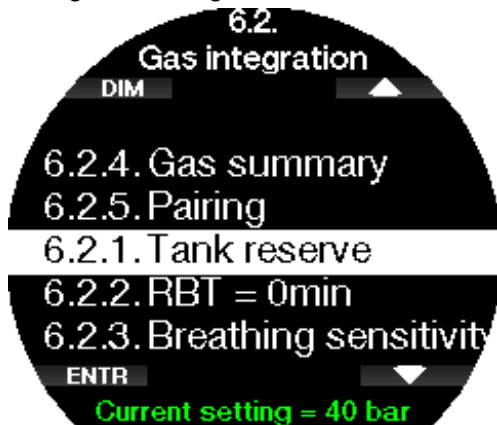 6.2.
Gas integration
DIM
6.2.4. Gas summary
6.2.5. Pairing
6.2.1. Tank reserve
6.2.2. RBT = 0min
6.2.3. Breathing sensitivity
ENTR
Current setting = 40 bar